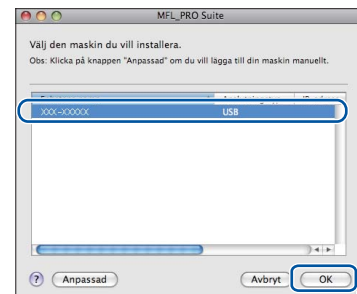 MFL_PRO Suite
Välj den maskin du vill installera.
Obs: Klicka på knappen "Anpassad" om du vill lägga till din maskin manuellt.
XXX-XXXXX USB
? Anpassad Avbryt OK